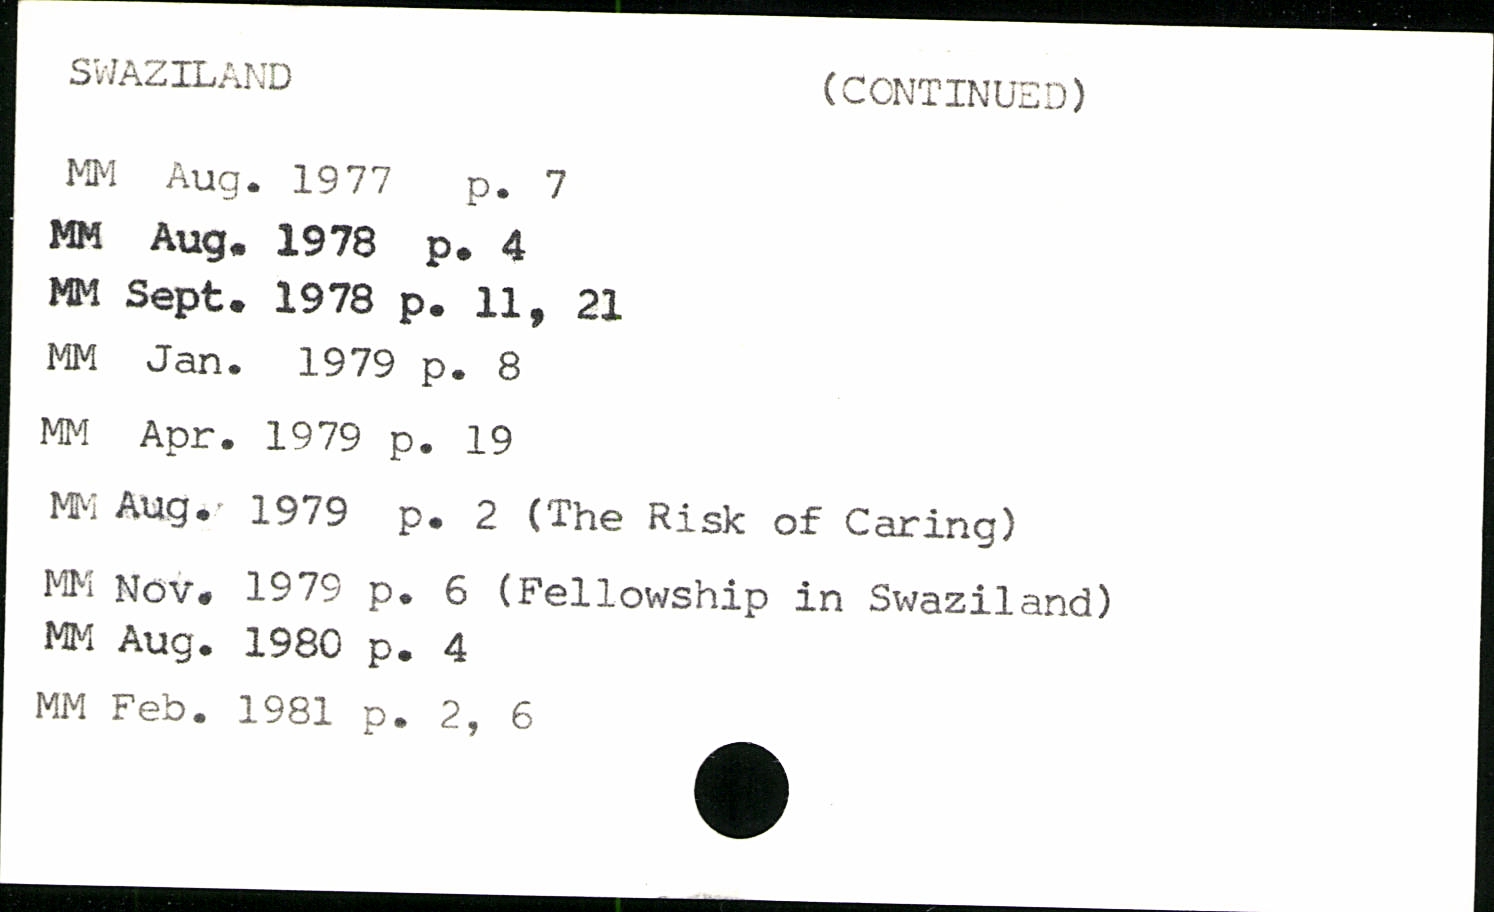 SWAZILAND (CONTINUED)
MM Aug. 1977 p. 7
MM Aug. 1978 p. 4
MM Sept. 1978 p. 11, 21
MM Jan. 1979 p. 8
MM Apr. 1979 p. 19
MM Aug. 1979 p. 2 (The Risk of Caring)
MM Nov. 1979 p. 6 (Fellowship in Swaziland)
MM Aug. 1980 p. 4
MM Feb. 1981 p. 2, 6